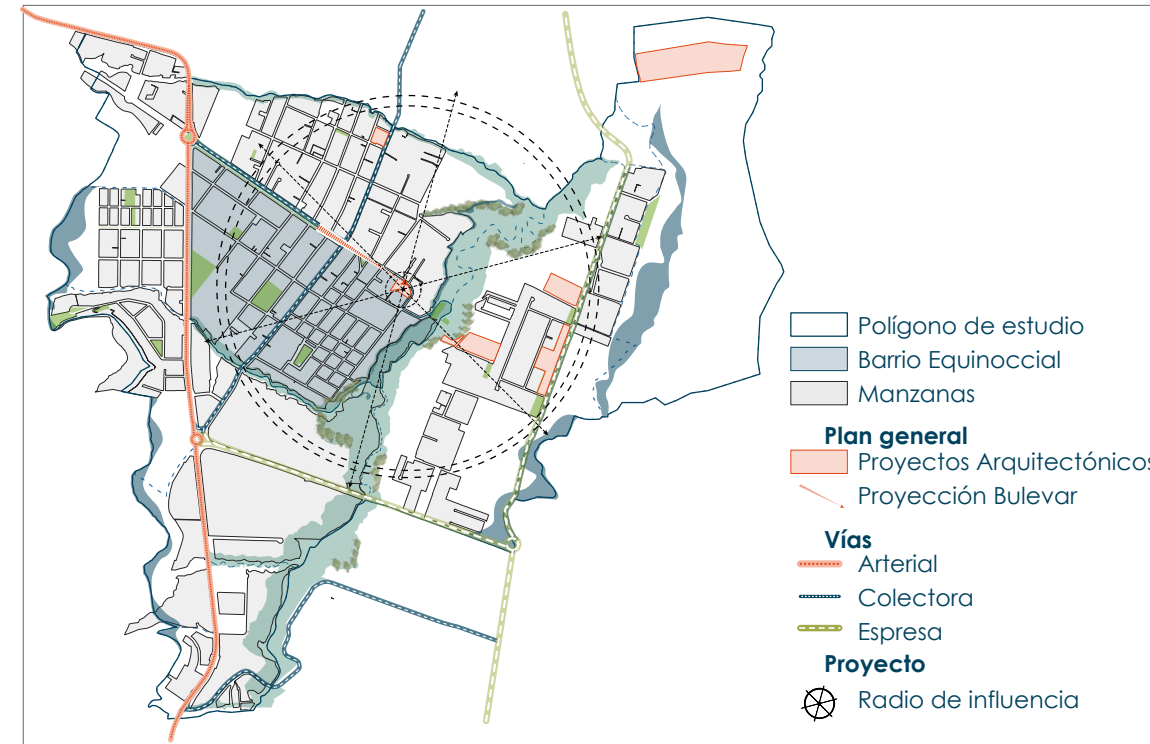 Polígono de estudio
Barrio Equinoccial
Manzanas
Plan general
Proyectos Arquitectónicos
Proyección Bulevar
Vías
Arterial
Colectora
Espresa
Proyecto
Radio de influencia